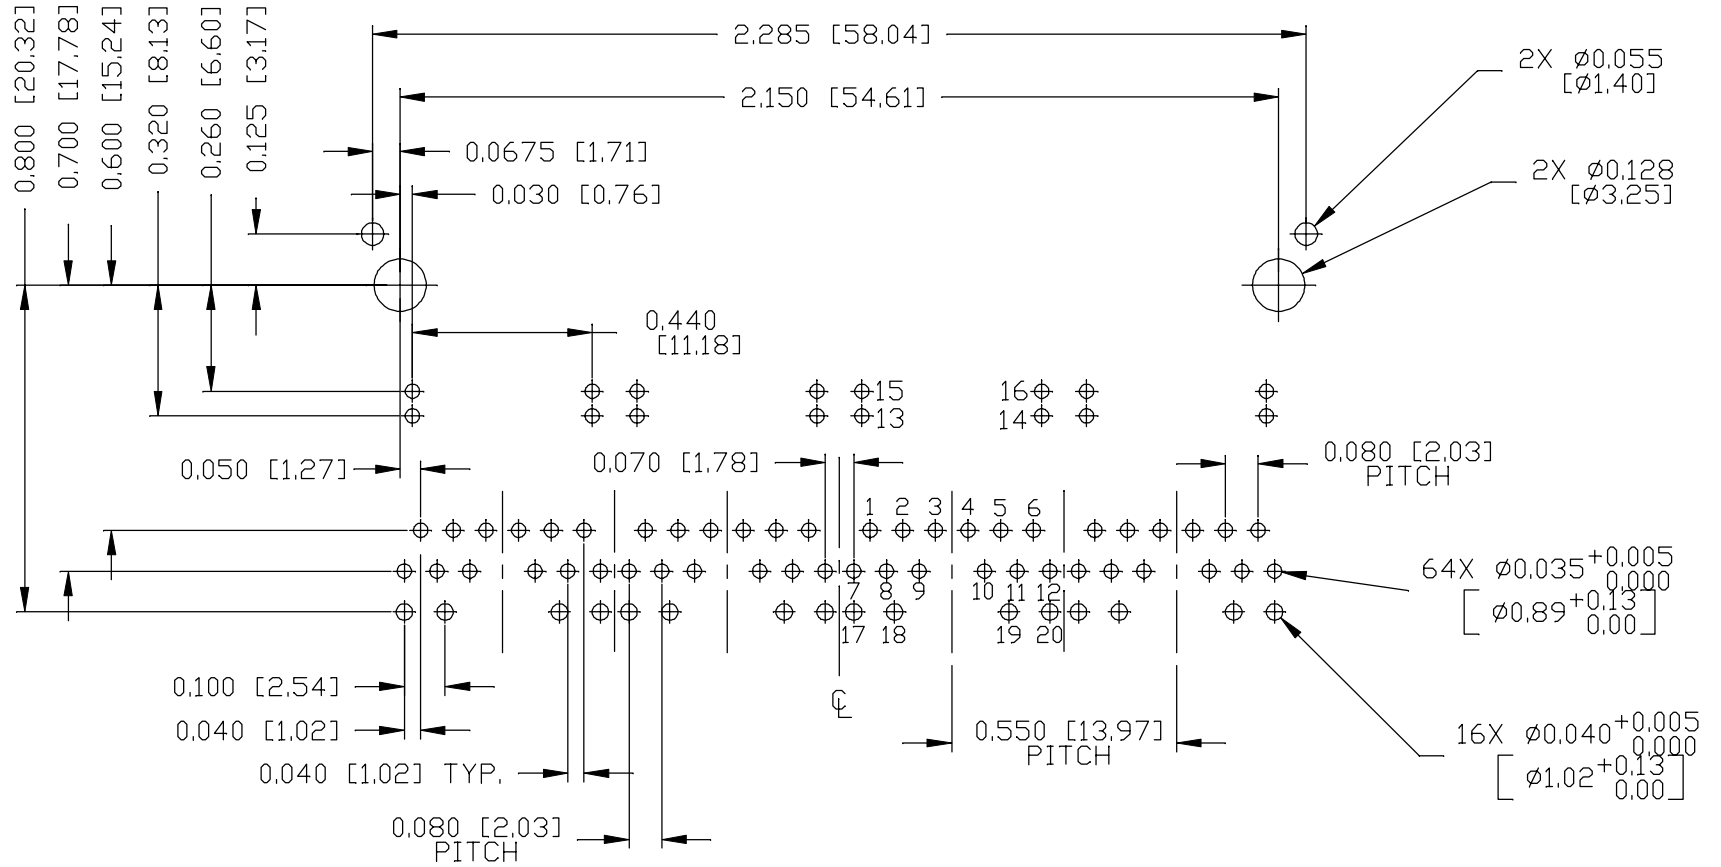 0.800 [20.32]
0.700 [17.78]
0.600 [15.24]
0.320 [8.13]
0.260 [6.60]
0.125 [3.17]
2.285 [58.04]
2.150 [54.61]
2X Ø0.055
[Ø1.40]
0.0675 [1.71]
0.030 [0.76]
2X Ø0.128
[Ø3.25]
0.440
[11.18]
15
16
13
14
0.050 [1.27]
0.070 [1.78]
0.080 [2.03]
PITCH
1 2 3 4 5 6
7 8 9 10 11 12
64X Ø0.035 +0.005
0.000
[Ø0.89 +0.13
0.00]
17 18 19 20
0.100 [2.54]
0.040 [1.02]
℄
0.550 [13.97]
PITCH
16X Ø0.040 +0.005
0.000
[Ø1.02 +0.13
0.00]
0.040 [1.02] TYP.
0.080 [2.03]
PITCH